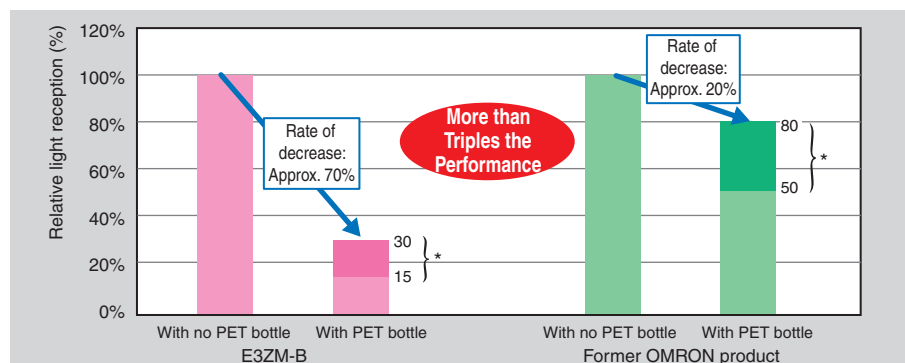 Relative light reception (%)
120%
100%
80%
60%
40%
20%
0%
Rate of
decrease:
Approx. 70%
30
15
*
More than
Triples the
Performance
Rate of
decrease:
Approx. 20%
80
50
*
With no PET bottle
With PET bottle
With no PET bottle
With PET bottle
E3ZM-B
Former OMRON product